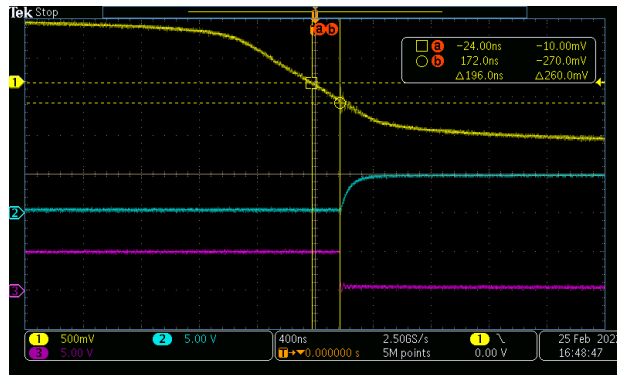 Tek Stop
T
a b
a -24.00ns -10.00mV
b 172.0ns -270.0mV
Δ196.0ns Δ260.0mV
1
2
3
1 500mV 2 5.00 V
3 5.00 V
400ns 2.50GS/s 1
T→▼0.000000 s 5M points 0.00 V
25 Feb 202
16:48:47